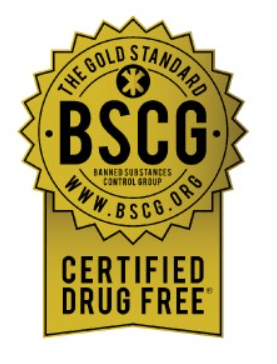 THE GOLD STANDARD
·BSCG·
BANNED SUBSTANCES
CONTROL GROUP
WWW.BSCG.ORG
CERTIFIED
DRUG FREE®